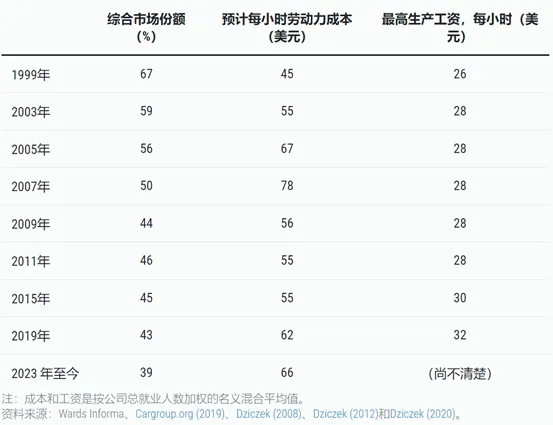 综合市场份额 预计每小时劳动力成本 最高生产工资，每小时（美
（%） （美元） 元）
1999年 67 45 26
2003年 59 55 28
2005年 56 67 28
2007年 50 78 28
2009年 44 56 28
2011年 46 55 28
2015年 45 55 30
2019年 43 62 32
2023 年至今 39 66 （尚不清楚）
注：成本和工资是按公司总就业人数加权的名义混合平均值。
资料来源：Wards Informa、Cargroup.org (2019)、Dziczek (2008)、Dziczek (2012)和Dziczek (2020)。